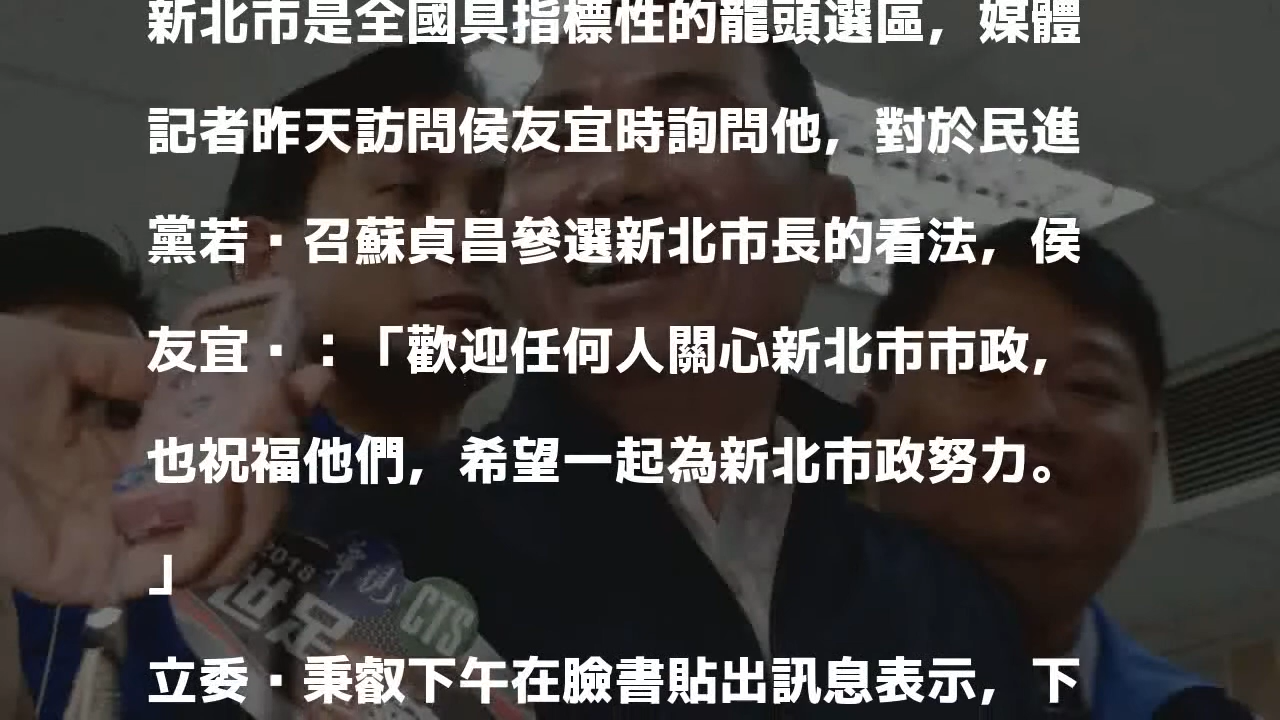 新北市是全國具指標性的龍頭選區，媒體
記者昨天訪問侯友宜時詢問他，對於民進
黨若▪召蘇貞昌參選新北市長的看法，侯
友宜▪：「歡迎任何人關心新北市市政，
也祝福他們，希望一起為新北市政努力。
」
2018
世足
CTS
立委▪秉叡下午在臉書貼出訊息表示，下